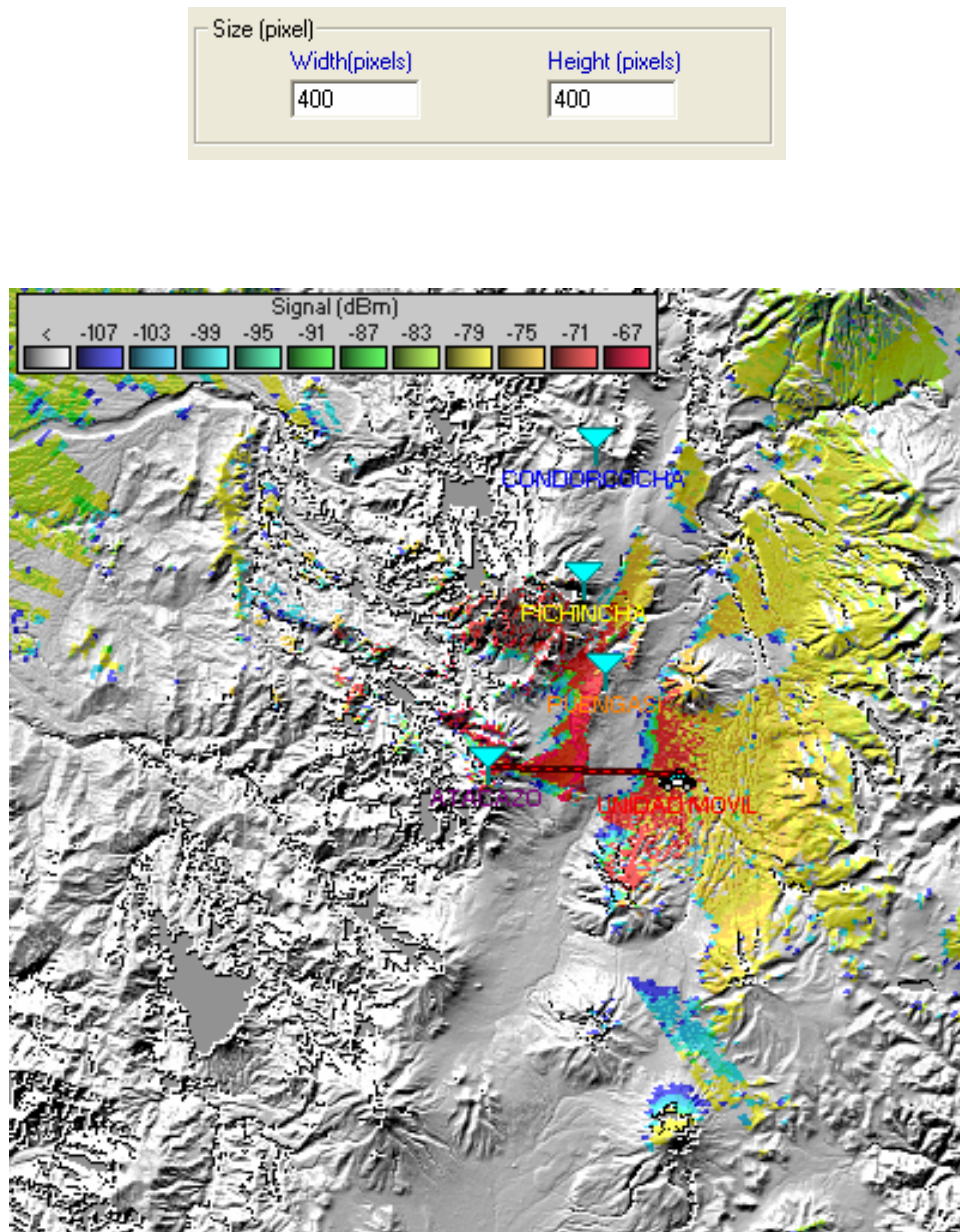 Size (pixel)
Width(pixels) Height (pixels)
400 400
Signal (dBm)
< -107 -103 -99 -95 -91 -87 -83 -79 -75 -71 -67
CONDORCOCHA
PICHINCHA
PUENGASI
ATACAZO UNIDAD MOVIL